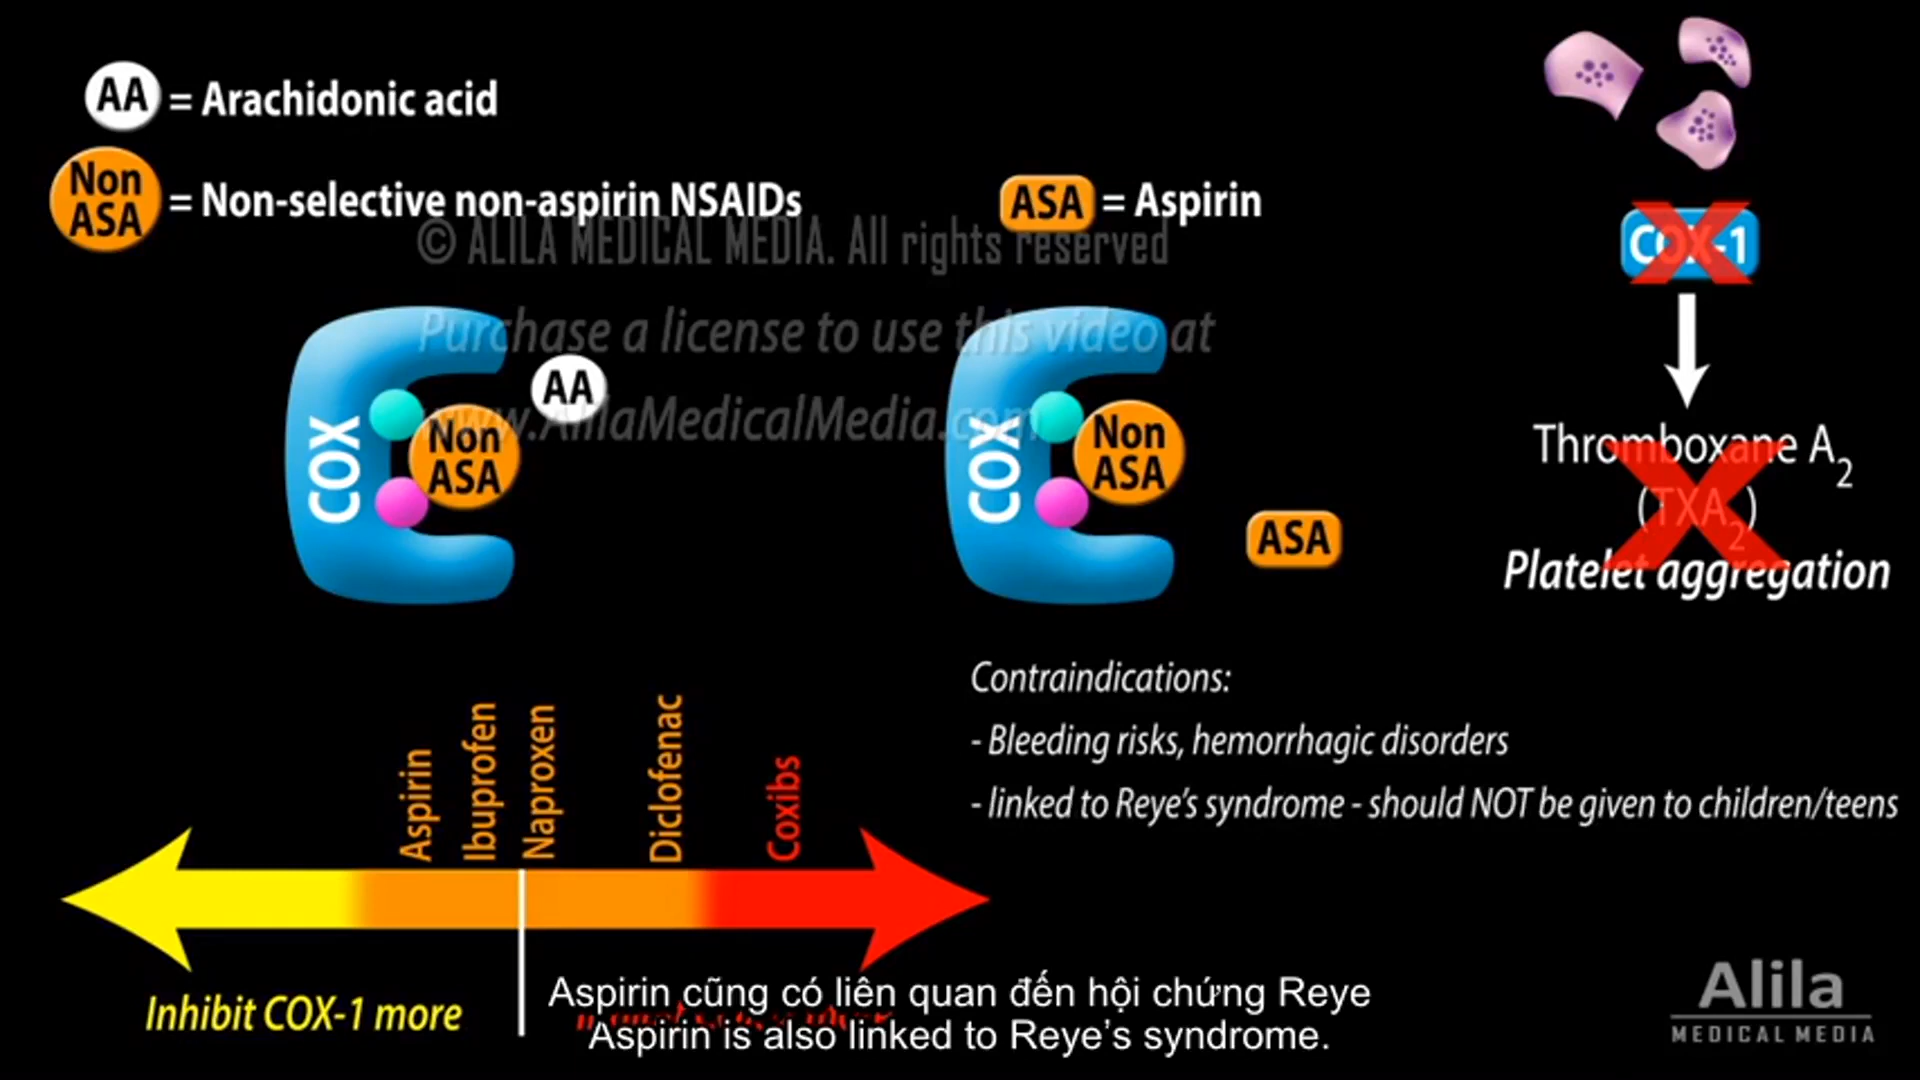 AA = Arachidonic acid
Non ASA = Non-selective non-aspirin NSAIDs
ASA = Aspirin
© ALILA MEDICAL MEDIA. All rights reserved
Purchase a license to use this video at
www.AlilaMedicalMedia.com
COX
AA
Non
ASA
COX
Non
ASA
ASA
COX-1
Thromboxane A2
(TXA2)
Platelet aggregation
Contraindications:
- Bleeding risks, hemorrhagic disorders
- linked to Reye's syndrome - should NOT be given to children/teens
Aspirin
Ibuprofen
Naproxen
Diclofenac
Coxibs
Inhibit COX-1 more
Aspirin cũng có liên quan đến hội chứng Reye
Aspirin is also linked to Reye's syndrome.
Alila
MEDICAL MEDIA